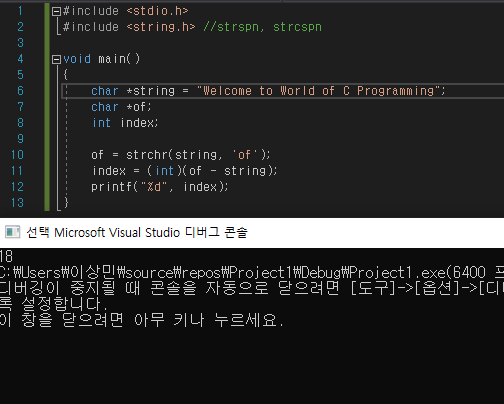 1 #include <stdio.h>
2 #include <string.h> //strspn, strcspn
3
4 void main()
5 {
6 char *string = "Welcome to World of C Programming";
7 char *of;
8 int index;
9
10 of = strchr(string, 'of');
11 index = (int)(of - string);
12 printf("%d", index);
13 }
선택 Microsoft Visual Studio 디버그 콘솔
18
C:\Users\이상민\source\repos\Project1\Debug\Project1.exe(6400 프
디버깅이 중지될 때 콘솔을 자동으로 닫으려면 [도구]->[옵션]->[디버
록 설정합니다.
이 창을 닫으려면 아무 키나 누르세요.